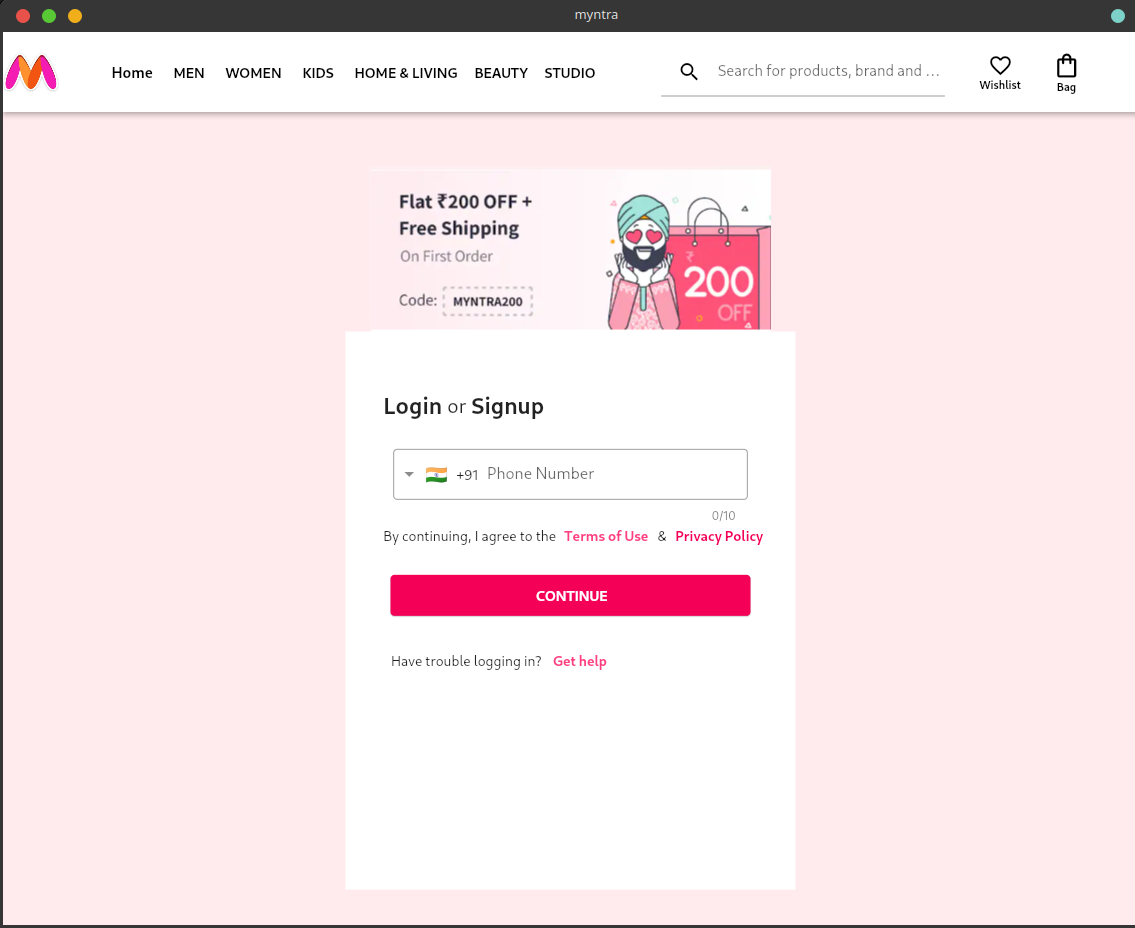 myntra
Home MEN WOMEN KIDS HOME & LIVING BEAUTY STUDIO Search for products, brand and ...
Wishlist Bag
Flat ₹200 OFF +
Free Shipping
On First Order
Code: MYNTRA200
₹
200
OFF
Login or Signup
+91 Phone Number
0/10
By continuing, I agree to the Terms of Use & Privacy Policy
CONTINUE
Have trouble logging in? Get help